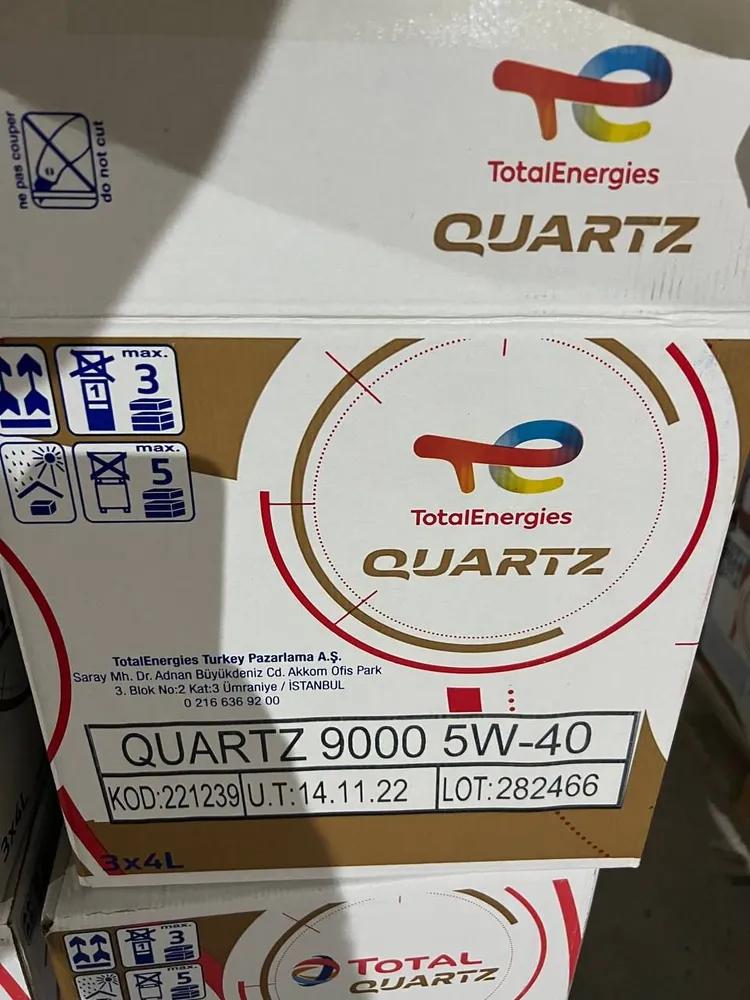 ne pas couper
do not cut
TotalEnergies
QUARTZ
max.
3
max.
5
TotalEnergies
QUARTZ
TotalEnergies Turkey Pazarlama A.Ş.
Saray Mh. Dr. Adnan Büyükdeniz Cd. Akkom Ofis Park
3. Blok No:2 Kat:3 Ümraniye / İSTANBUL
0 216 636 92 00
QUARTZ 9000 5W-40
KOD:221239 U.T:14.11.22 LOT:282466
3x4L
3x4L
max.
3
max.
5
TOTAL
QUARTZ